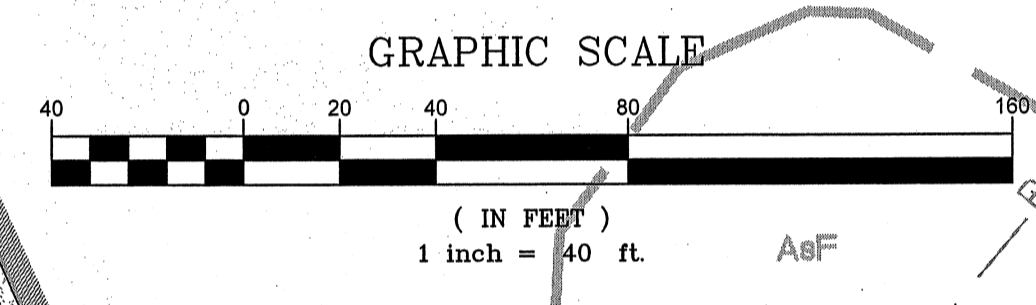 GRAPHIC SCALE
40 0 20 40 80 160
( IN FEET )
1 inch = 40 ft.
AsF